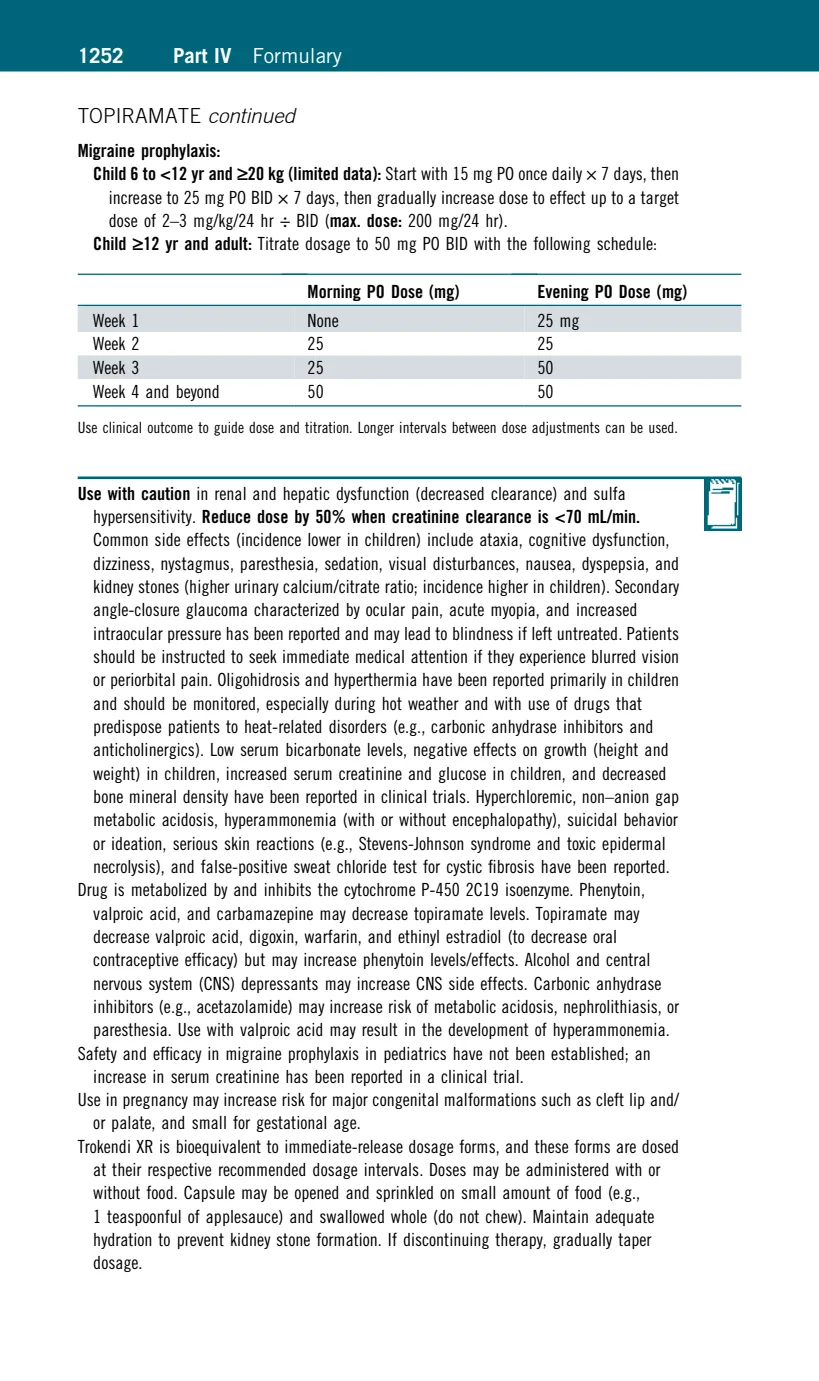 1252 Part IV Formulary
TOPIRAMATE continued
Migraine prophylaxis:
Child 6 to <12 yr and ≥20 kg (limited data): Start with 15 mg PO once daily × 7 days, then
increase to 25 mg PO BID × 7 days, then gradually increase dose to effect up to a target
dose of 2–3 mg/kg/24 hr ÷ BID (max. dose: 200 mg/24 hr).
Child ≥12 yr and adult: Titrate dosage to 50 mg PO BID with the following schedule:
Morning PO Dose (mg) Evening PO Dose (mg)
Week 1 None 25 mg
Week 2 25 25
Week 3 25 50
Week 4 and beyond 50 50
Use clinical outcome to guide dose and titration. Longer intervals between dose adjustments can be used.
Use with caution in renal and hepatic dysfunction (decreased clearance) and sulfa
hypersensitivity. Reduce dose by 50% when creatinine clearance is <70 mL/min.
Common side effects (incidence lower in children) include ataxia, cognitive dysfunction,
dizziness, nystagmus, paresthesia, sedation, visual disturbances, nausea, dyspepsia, and
kidney stones (higher urinary calcium/citrate ratio; incidence higher in children). Secondary
angle-closure glaucoma characterized by ocular pain, acute myopia, and increased
intraocular pressure has been reported and may lead to blindness if left untreated. Patients
should be instructed to seek immediate medical attention if they experience blurred vision
or periorbital pain. Oligohidrosis and hyperthermia have been reported primarily in children
and should be monitored, especially during hot weather and with use of drugs that
predispose patients to heat-related disorders (e.g., carbonic anhydrase inhibitors and
anticholinergics). Low serum bicarbonate levels, negative effects on growth (height and
weight) in children, increased serum creatinine and glucose in children, and decreased
bone mineral density have been reported in clinical trials. Hyperchloremic, non–anion gap
metabolic acidosis, hyperammonemia (with or without encephalopathy), suicidal behavior
or ideation, serious skin reactions (e.g., Stevens-Johnson syndrome and toxic epidermal
necrolysis), and false-positive sweat chloride test for cystic fibrosis have been reported.
Drug is metabolized by and inhibits the cytochrome P-450 2C19 isoenzyme. Phenytoin,
valproic acid, and carbamazepine may decrease topiramate levels. Topiramate may
decrease valproic acid, digoxin, warfarin, and ethinyl estradiol (to decrease oral
contraceptive efficacy) but may increase phenytoin levels/effects. Alcohol and central
nervous system (CNS) depressants may increase CNS side effects. Carbonic anhydrase
inhibitors (e.g., acetazolamide) may increase risk of metabolic acidosis, nephrolithiasis, or
paresthesia. Use with valproic acid may result in the development of hyperammonemia.
Safety and efficacy in migraine prophylaxis in pediatrics have not been established; an
increase in serum creatinine has been reported in a clinical trial.
Use in pregnancy may increase risk for major congenital malformations such as cleft lip and/
or palate, and small for gestational age.
Trokendi XR is bioequivalent to immediate-release dosage forms, and these forms are dosed
at their respective recommended dosage intervals. Doses may be administered with or
without food. Capsule may be opened and sprinkled on small amount of food (e.g.,
1 teaspoonful of applesauce) and swallowed whole (do not chew). Maintain adequate
hydration to prevent kidney stone formation. If discontinuing therapy, gradually taper
dosage.